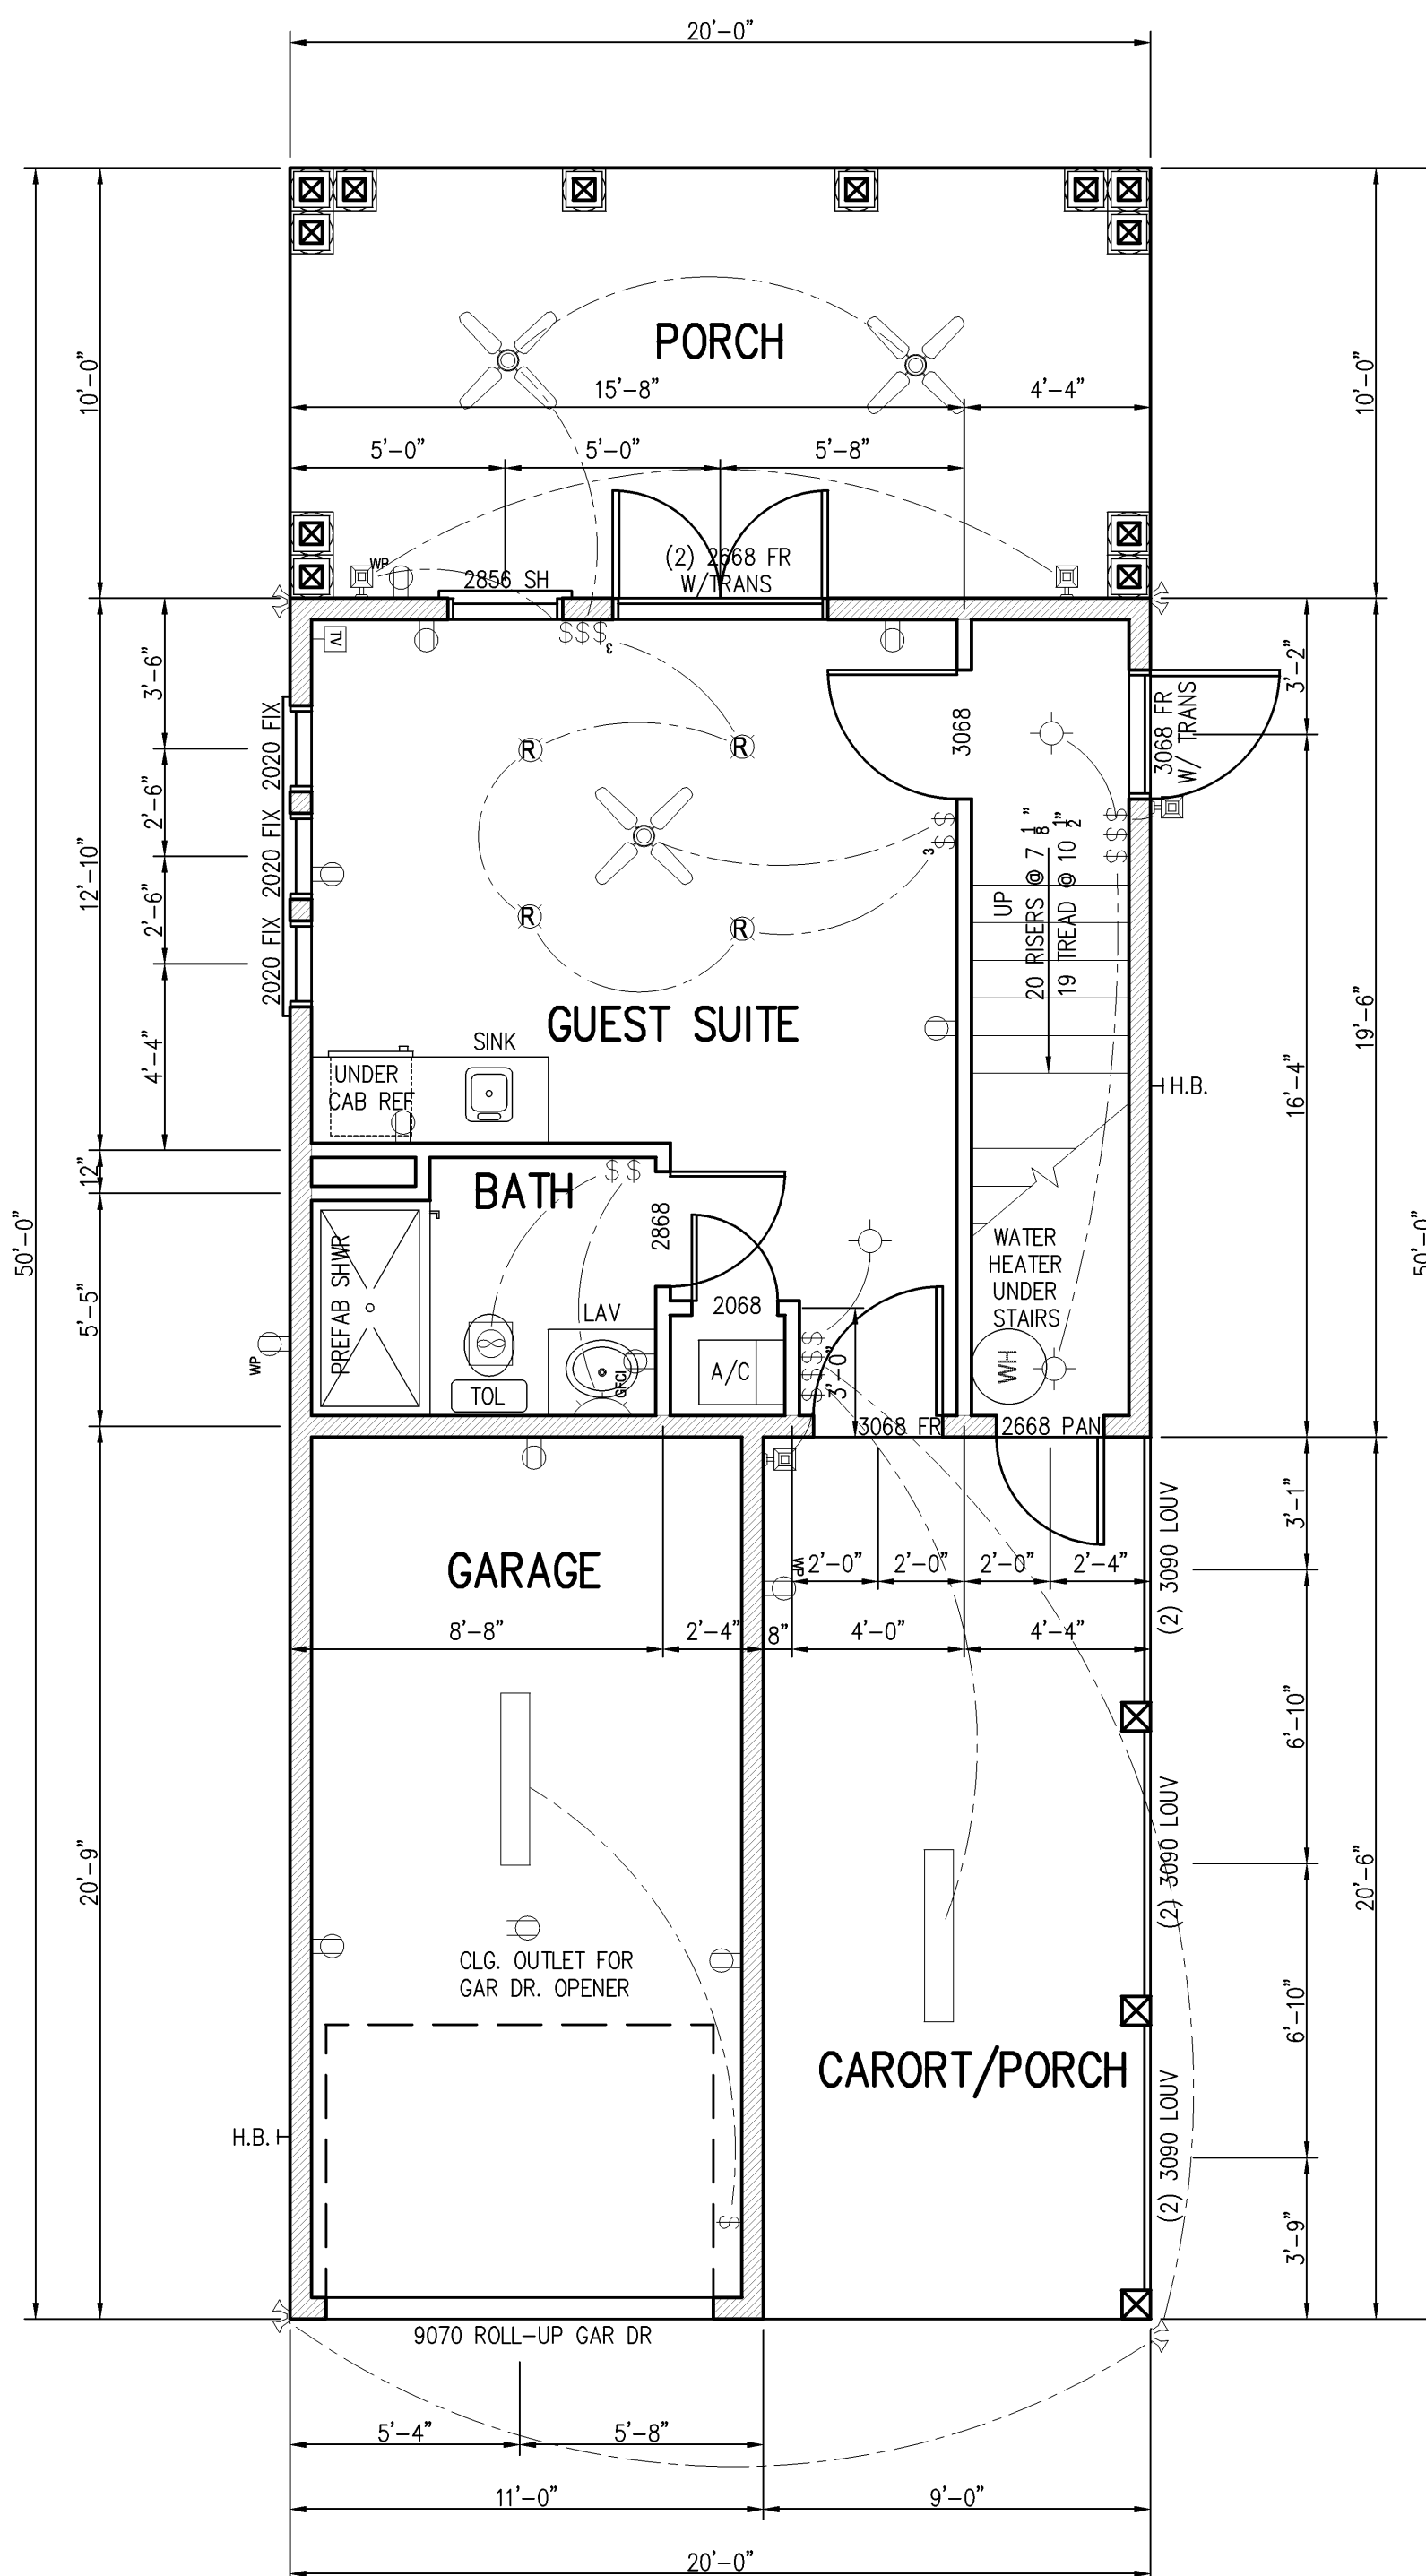 20'-0"
PORCH
10'-0"
10'-0"
15'-8"
4'-4"
5'-0"
5'-0"
5'-8"
WP
2856 SH
(2) 2668 FR
W/TRANS
TV
$$$3
3'-6"
3'-2"
2020 FIX
R
R
3068
3068 FR
W/ TRANS
2'-6"
2020 FIX
$
$3
$
$
$
12'-10"
2'-6"
2020 FIX
R
R
UP
20 RISERS @ 7 1/8"
19 TREAD @ 10 1/2"
GUEST SUITE
19'-6"
4'-4"
16'-4"
SINK
UNDER
CAB REF
H.B.
12"
BATH
$$
2868
50'-0"
50'-0"
WATER
HEATER
UNDER
STAIRS
5'-5"
PREFAB SHWR
LAV
2068
WP
GFCI
A/C
$
$
$
$
3'-0"
WH
TOL
3068 FR
2668 PAN
3'-1"
(2) 3090 LOUV
GARAGE
WP
2'-0"
2'-0"
2'-0"
2'-4"
8'-8"
2'-4"
8"
4'-0"
4'-4"
6'-10"
20'-9"
(2) 3090 LOUV
20'-6"
CLG. OUTLET FOR
GAR DR. OPENER
6'-10"
CARORT/PORCH
H.B.
(2) 3090 LOUV
$
3'-9"
9070 ROLL-UP GAR DR
5'-4"
5'-8"
11'-0"
9'-0"
20'-0"